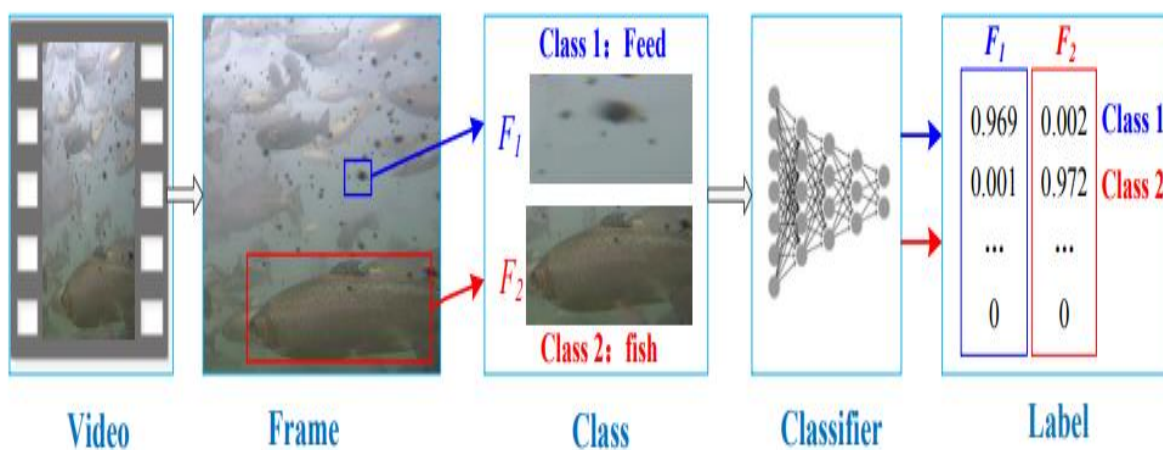 Class 1: Feed
F1
F2
Class 2: fish
F1 F2
0.969 0.002 Class 1
0.001 0.972 Class 2
... ...
0 0
Video Frame Class Classifier Label